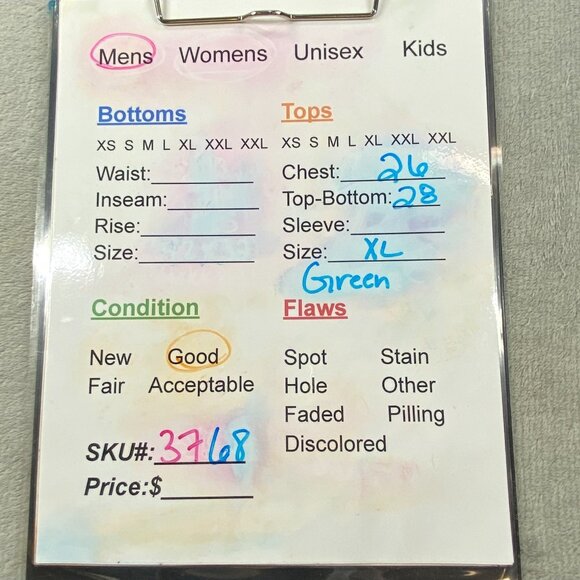 Mens Womens Unisex Kids
Bottoms Tops
XS S M L XL XXL XXL XS S M L XL XXL XXL
Waist: Chest: 26
Inseam: Top-Bottom: 28
Rise: Sleeve:
Size: Size: XL
Green
Condition Flaws
New Good Spot Stain
Fair Acceptable Hole Other
Faded Pilling
SKU#: 3768 Discolored
Price:$